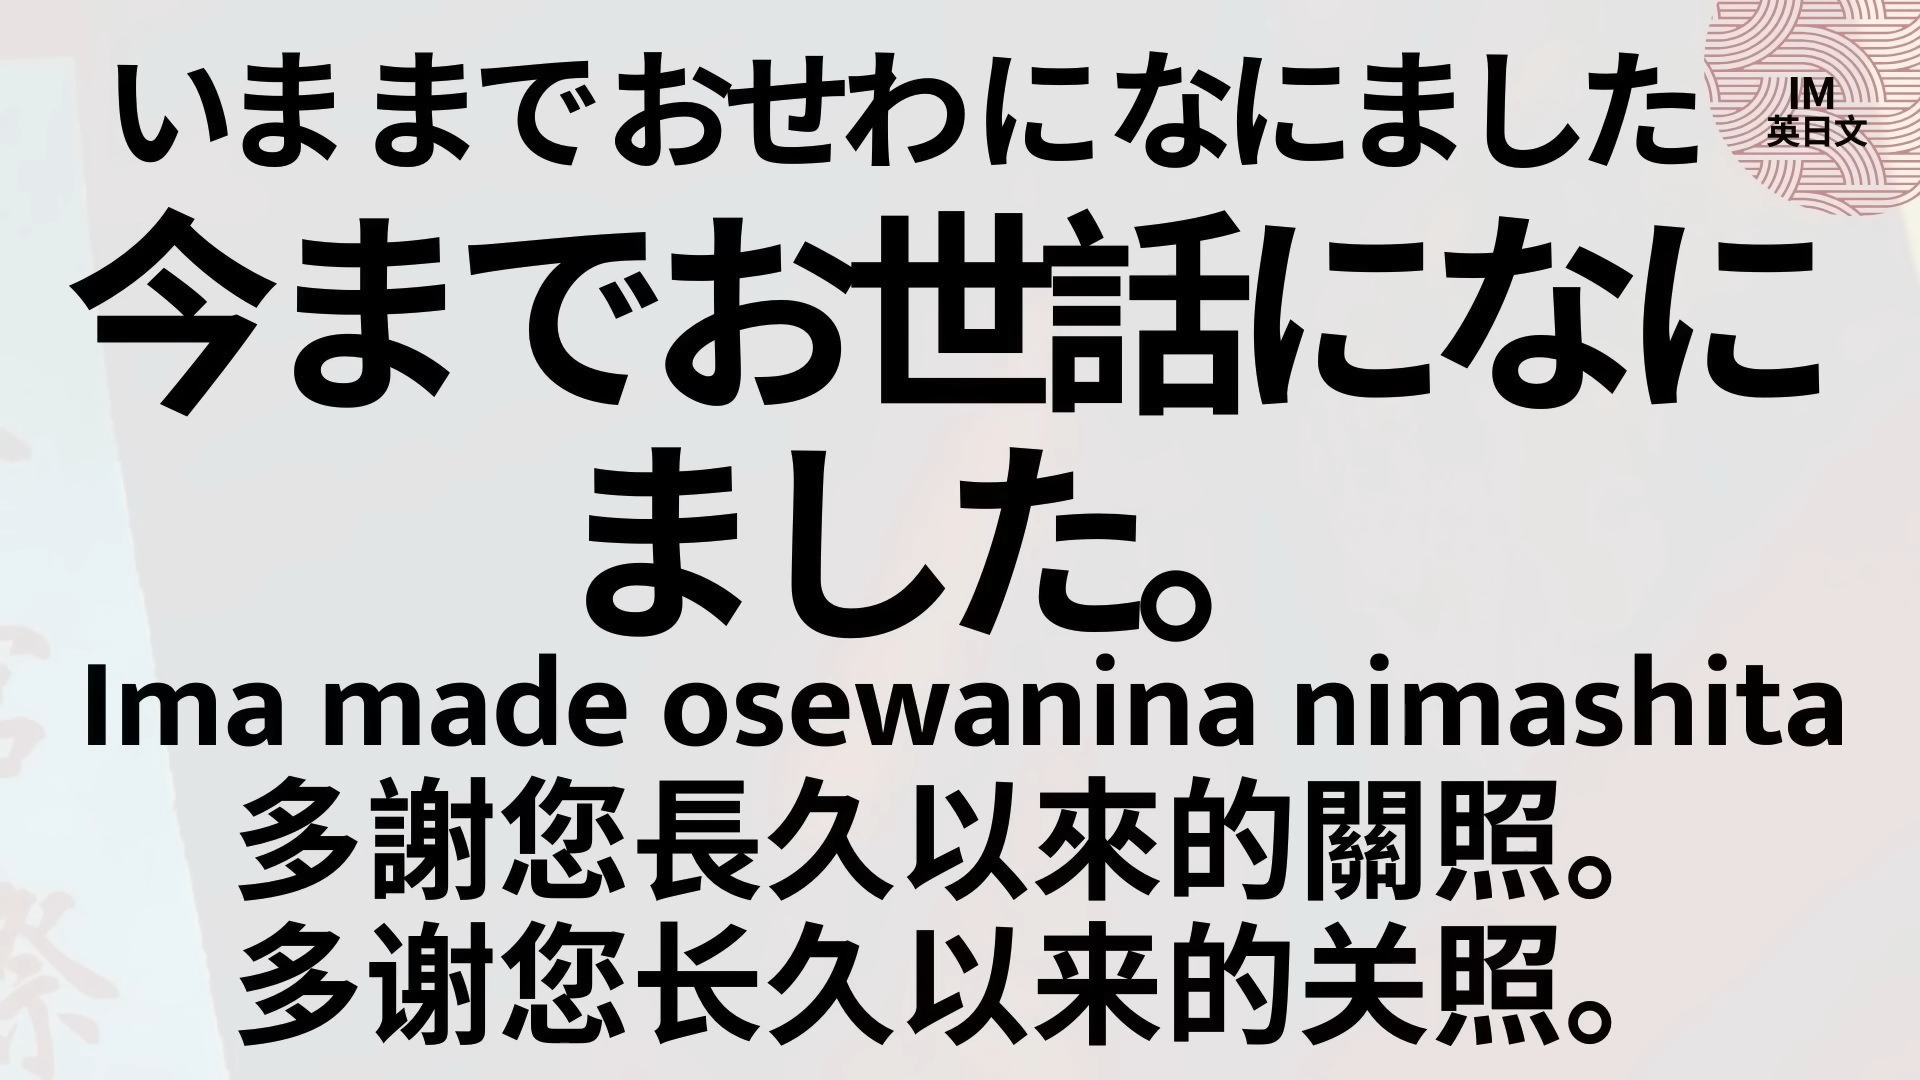 いま まで おせわ に なにました
今までお世話になに
ました。
Ima made osewanina nimashita
多謝您長久以來的關照。
多谢您长久以来的关照。
IM
英日文